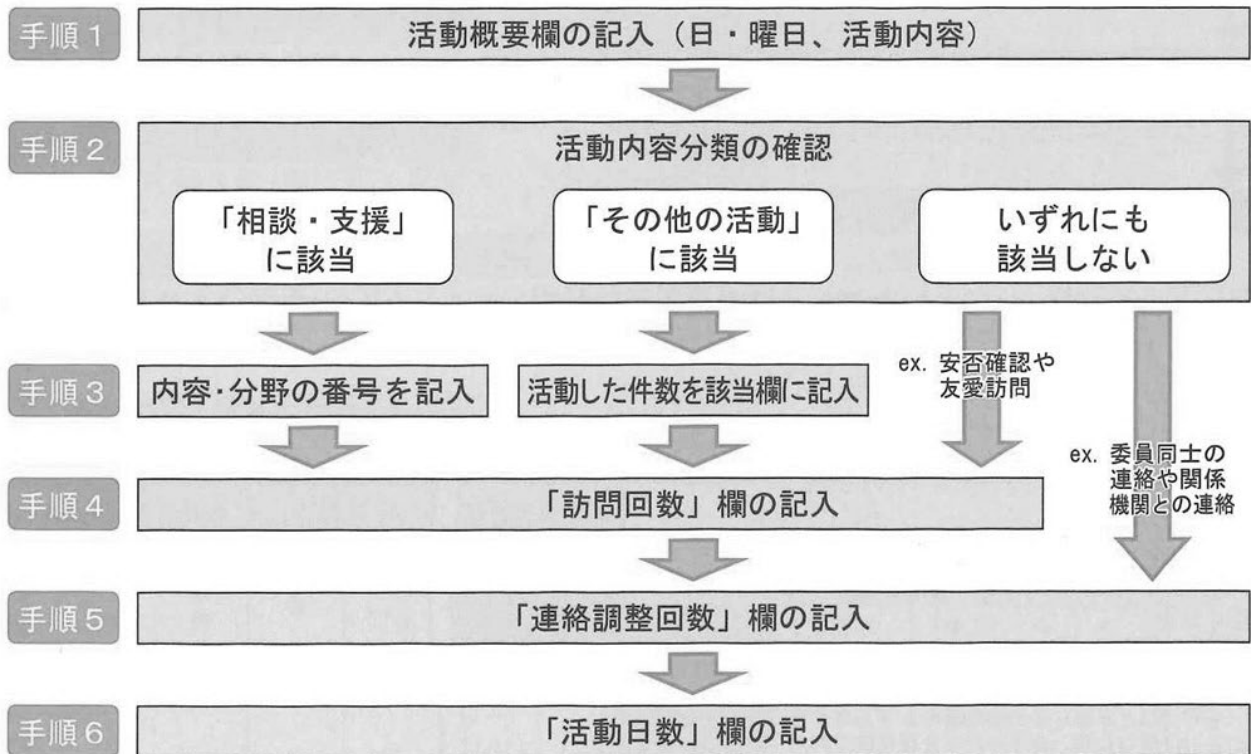 手順1
活動概要欄の記入（日・曜日、活動内容）
手順2
活動内容分類の確認
「相談・支援」
に該当
「その他の活動」
に該当
いずれにも
該当しない
手順3
内容・分野の番号を記入
活動した件数を該当欄に記入
ex. 安否確認や
友愛訪問
ex. 委員同士の
連絡や関係
機関との連絡
手順4
「訪問回数」欄の記入
手順5
「連絡調整回数」欄の記入
手順6
「活動日数」欄の記入